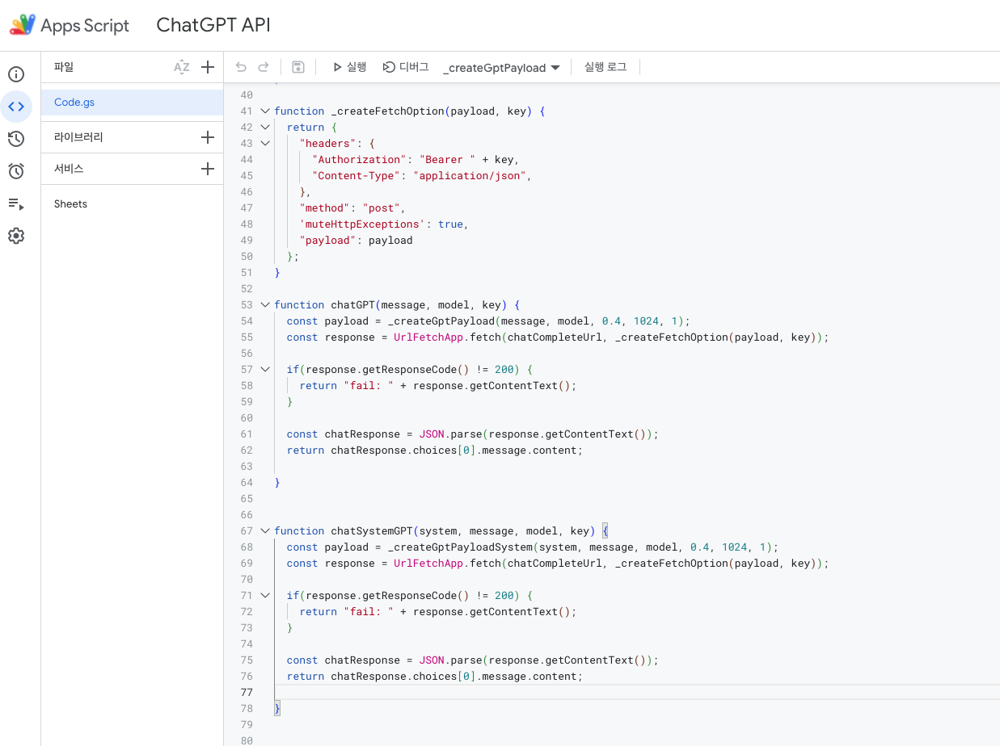 Apps Script ChatGPT API
파일 AZ
실행 디버그 _createGptPayload 실행 로그
Code.gs
라이브러리
서비스
Sheets
40
41 function _createFetchOption(payload, key) {
42 return {
43 "headers": {
44 "Authorization": "Bearer " + key,
45 "Content-Type": "application/json",
46 },
47 "method": "post",
48 'muteHttpExceptions': true,
49 "payload": payload
50 };
51 }
52
53 function chatGPT(message, model, key) {
54 const payload = _createGptPayload(message, model, 0.4, 1024, 1);
55 const response = UrlFetchApp.fetch(chatCompleteUrl, _createFetchOption(payload, key));
56
57 if(response.getResponseCode() != 200) {
58 return "fail: " + response.getContentText();
59 }
60
61 const chatResponse = JSON.parse(response.getContentText());
62 return chatResponse.choices[0].message.content;
63
64 }
65
66
67 function chatSystemGPT(system, message, model, key) {
68 const payload = _createGptPayloadSystem(system, message, model, 0.4, 1024, 1);
69 const response = UrlFetchApp.fetch(chatCompleteUrl, _createFetchOption(payload, key));
70
71 if(response.getResponseCode() != 200) {
72 return "fail: " + response.getContentText();
73 }
74
75 const chatResponse = JSON.parse(response.getContentText());
76 return chatResponse.choices[0].message.content;
77
78 }
79
80